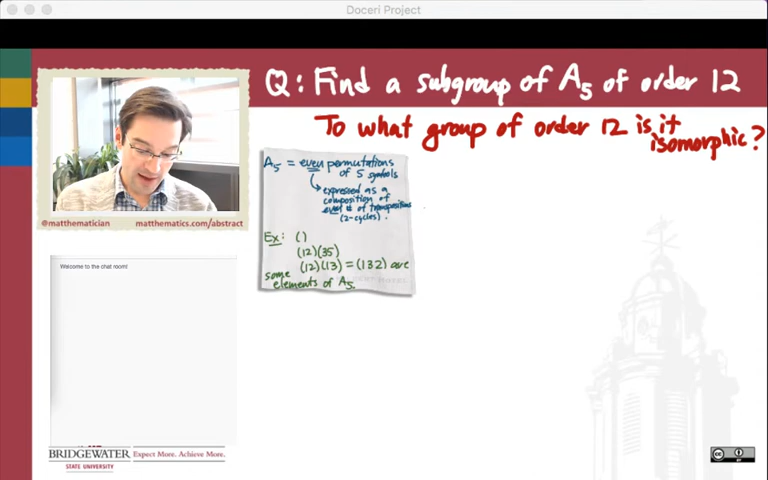 Doceri Project
Q: Find a subgroup of A5 of order 12
To what group of order 12 is it
isomorphic?
A5 = even permutations
of 5 symbols
expressed as a
composition of
even # of transpositions
(2-cycles).
Ex: ()
(12)(35)
(12)(13) = (132) are
some
elements of A5.
@matthematician matthematics.com/abstract
Welcome to the chat room!
BRIDGEWATER
STATE UNIVERSITY
Expect More. Achieve More.
cc
BY